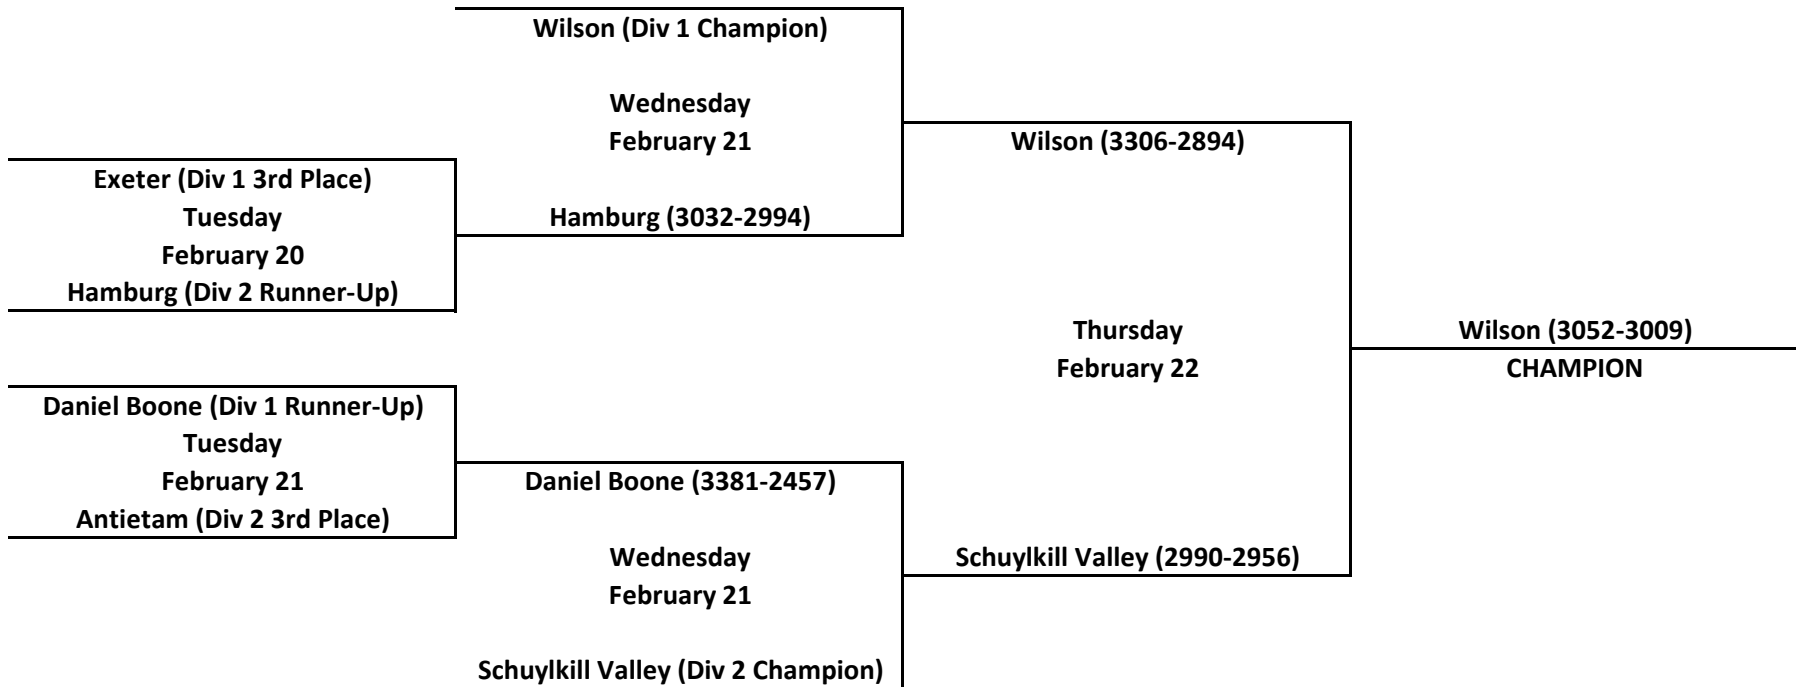 Wilson (Div 1 Champion)
Wednesday
February 21
Wilson (3306-2894)
Exeter (Div 1 3rd Place)
Tuesday
February 20
Hamburg (Div 2 Runner-Up)
Hamburg (3032-2994)
Thursday
February 22
Wilson (3052-3009)
CHAMPION
Daniel Boone (Div 1 Runner-Up)
Tuesday
February 21
Antietam (Div 2 3rd Place)
Daniel Boone (3381-2457)
Wednesday
February 21
Schuylkill Valley (2990-2956)
Schuylkill Valley (Div 2 Champion)